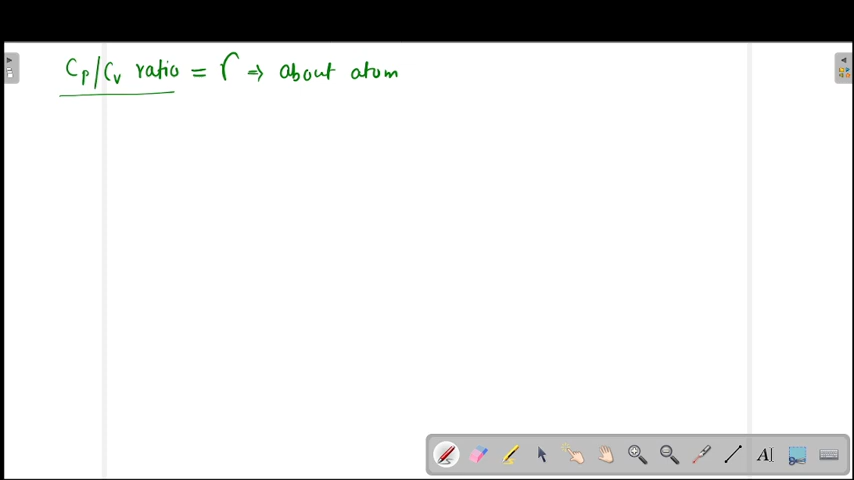 Cp/Cv ratio = r ⇒ about atom